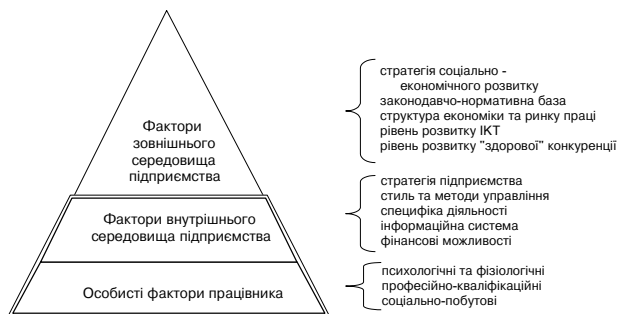 Фактори
зовнішнього
середовища
підприємства
стратегія соціально -
економічного розвитку
законодавчо-нормативна база
структура економіки та ринку праці
рівень розвитку ІКТ
рівень розвитку "здорової" конкуренції
Фактори внутрішнього
середовища підприємства
стратегія підприємства
стиль та методи управління
специфіка діяльності
інформаційна система
фінансові можливості
Особисті фактори працівника
психологічні та фізіологічні
професійно-кваліфікаційні
соціально-побутові